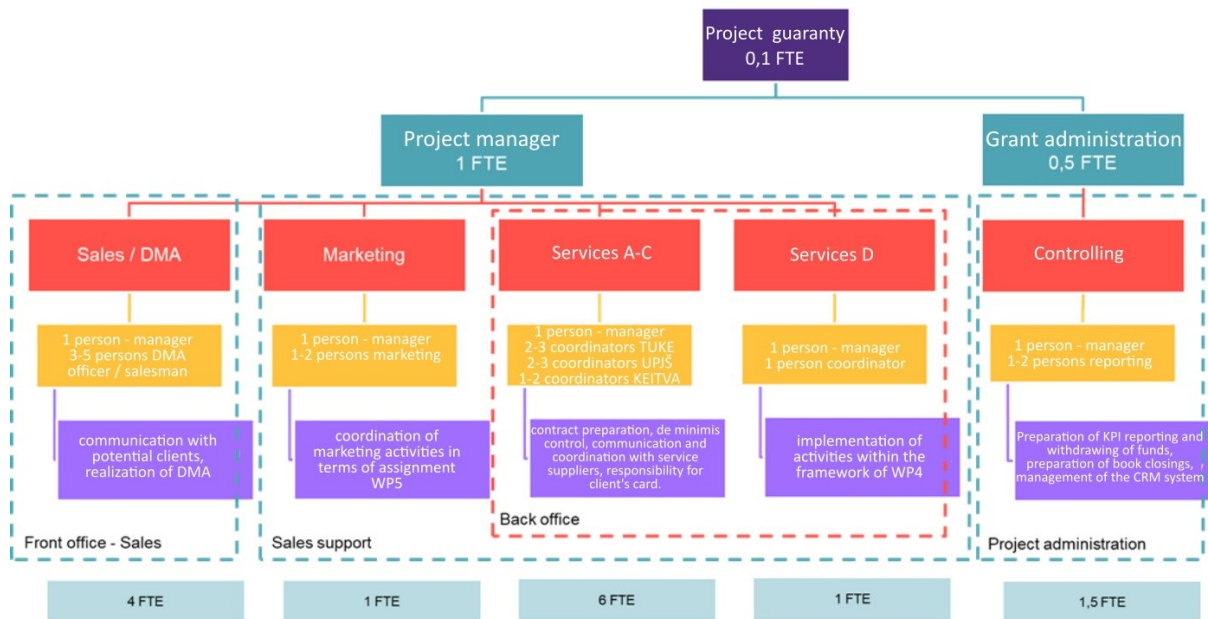 Project guaranty
0,1 FTE
Project manager
1 FTE
Grant administration
0,5 FTE
Sales / DMA
Marketing
Services A-C
Services D
Controlling
1 person - manager
3-5 persons DMA
officer / salesman
1 person - manager
1-2 persons marketing
1 person - manager
2-3 coordinators TUKE
2-3 coordinators UPJŠ
1-2 coordinators KEITVA
1 person - manager
1 person coordinator
1 person - manager
1-2 persons reporting
communication with
potential clients,
realization of DMA
coordination of
marketing activities in
terms of assignment
WP5
contract preparation, de minimis
control, communication and
coordination with service
suppliers, responsibility for
client's card.
implementation of
activities within the
framework of WP4
Preparation of KPI reporting and
withdrawing of funds,
preparation of book closings, ,
management of the CRM system
Back office
Front office - Sales
Sales support
Project administration
4 FTE
1 FTE
6 FTE
1 FTE
1,5 FTE